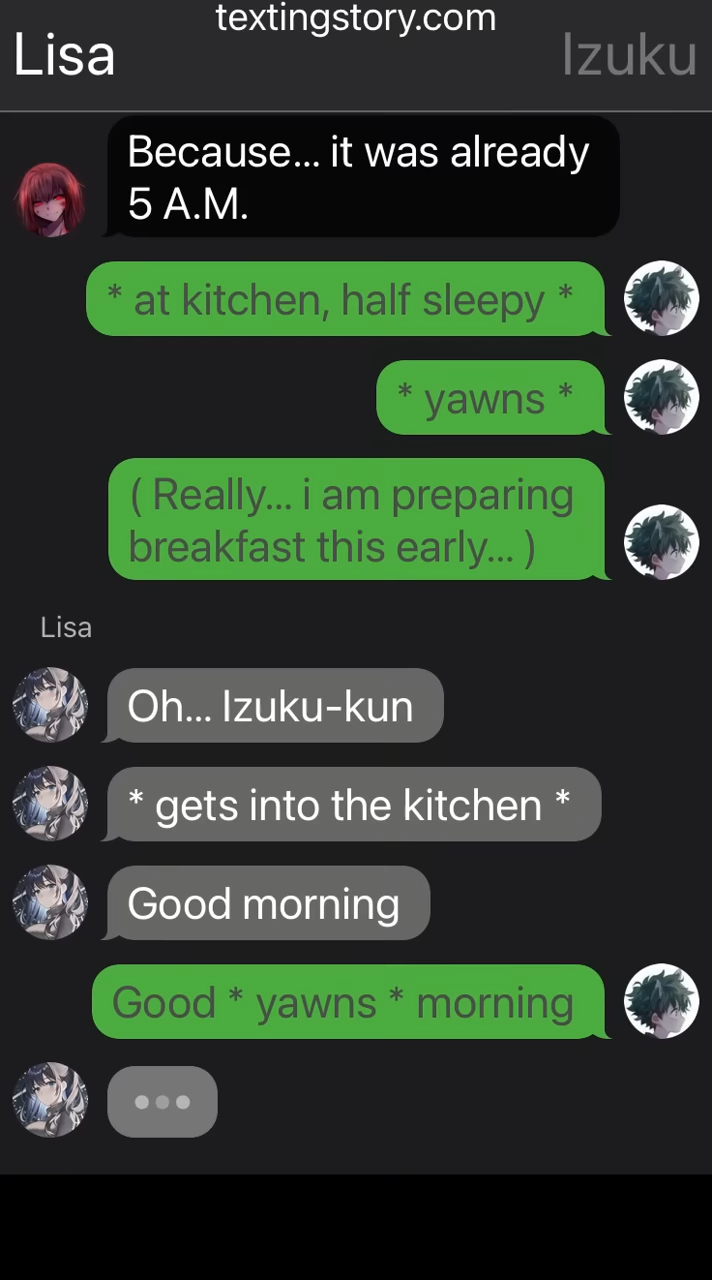 textingstory.com
Lisa
Izuku
Because... it was already
5 A.M.
* at kitchen, half sleepy *
* yawns *
( Really... i am preparing
breakfast this early... )
Lisa
Oh... Izuku-kun
* gets into the kitchen *
Good morning
Good * yawns * morning